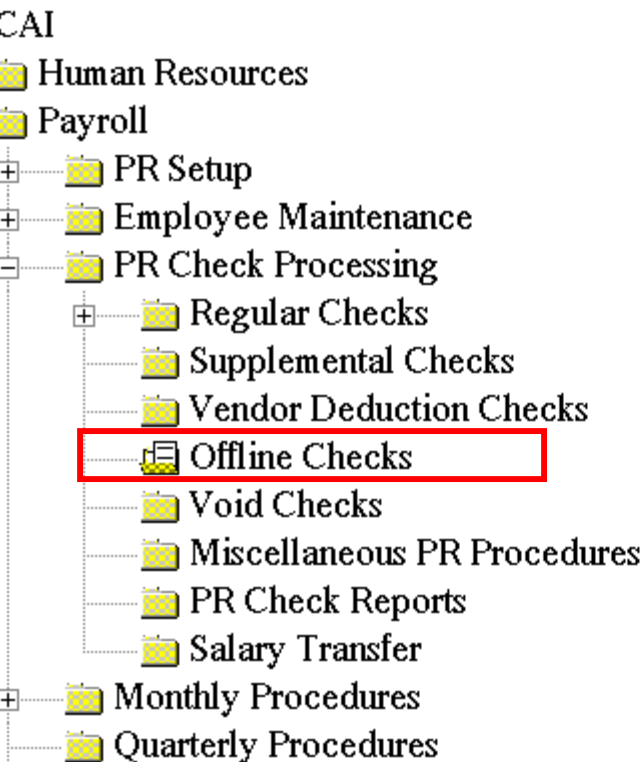 CAI
Human Resources
Payroll
PR Setup
Employee Maintenance
PR Check Processing
Regular Checks
Supplemental Checks
Vendor Deduction Checks
Offline Checks
Void Checks
Miscellaneous PR Procedures
PR Check Reports
Salary Transfer
Monthly Procedures
Quarterly Procedures